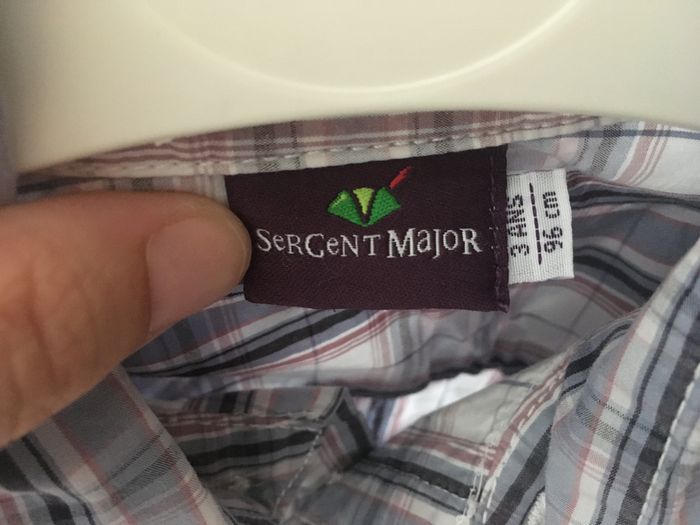 SeRGeNT MaJoR
3 ANS
96 cm